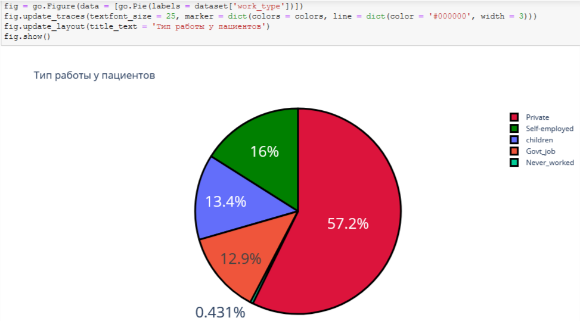 fig = go.Figure(data = [go.Pie(labels = dataset['work_type'])])
fig.update_traces(textfont_size = 25, marker = dict(colors = colors, line = dict(color = '#000000', width = 3)))
fig.update_layout(title_text = 'Тип работы у пациентов')
fig.show()
Тип работы у пациентов
16%
13.4%
57.2%
12.9%
0.431%
Private
Self-employed
children
Govt_job
Never_worked